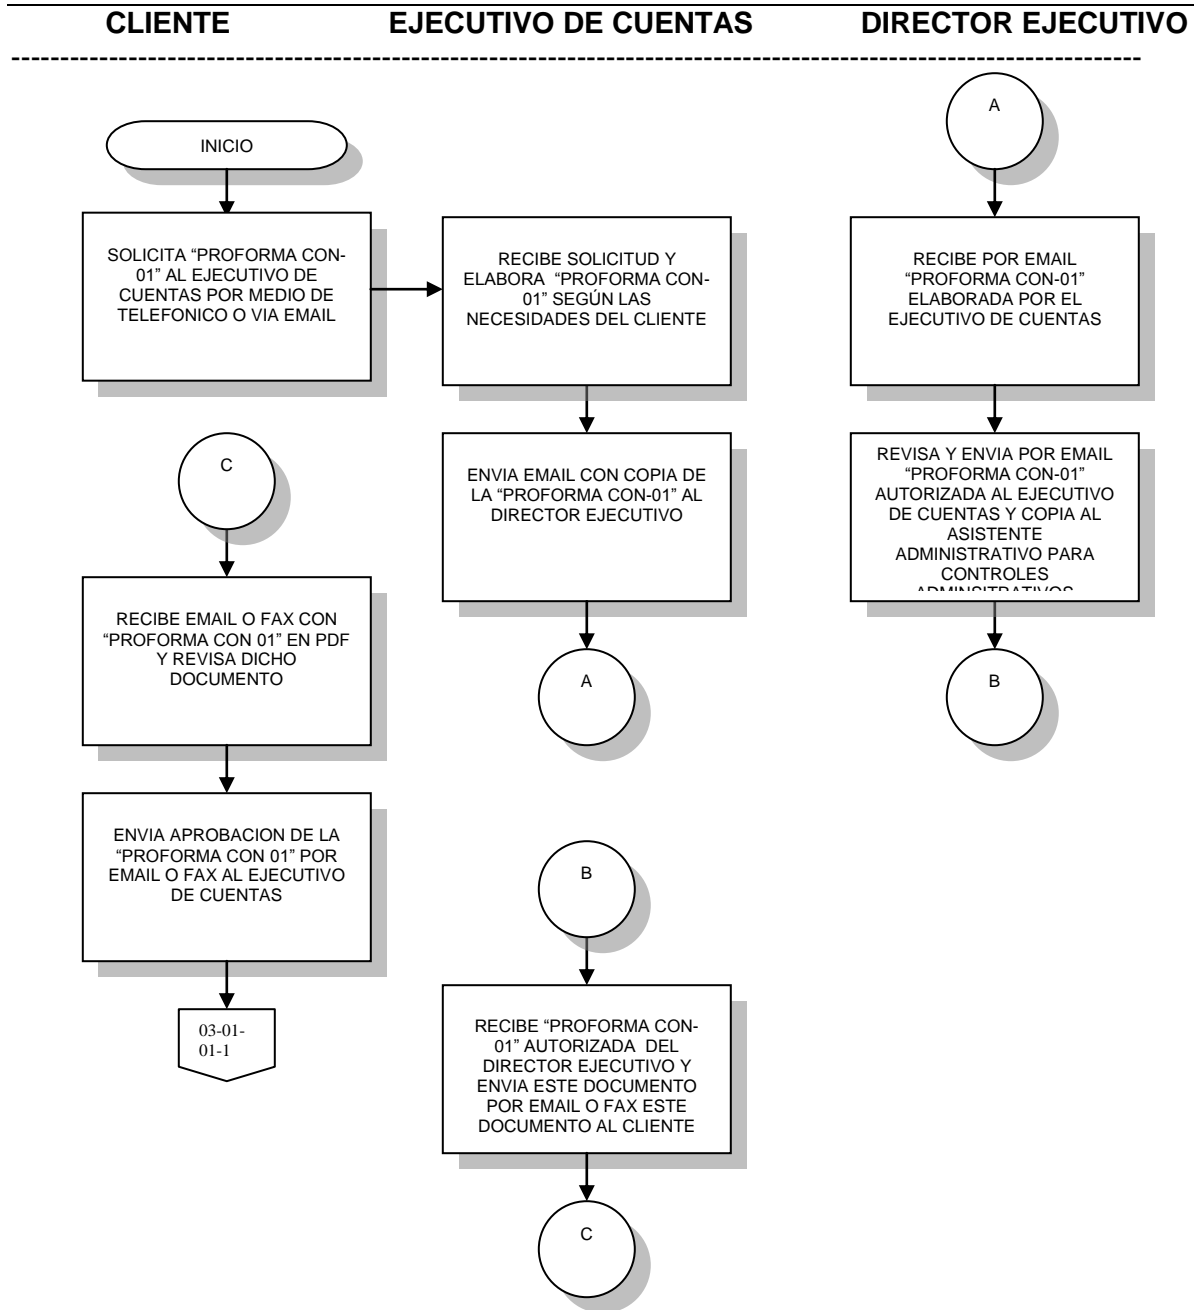 CLIENTE
EJECUTIVO DE CUENTAS
DIRECTOR EJECUTIVO
INICIO
SOLICITA “PROFORMA CON-
01” AL EJECUTIVO DE
CUENTAS POR MEDIO DE
TELEFONICO O VIA EMAIL
C
RECIBE EMAIL O FAX CON
“PROFORMA CON 01” EN PDF
Y REVISA DICHO
DOCUMENTO
ENVIA APROBACION DE LA
“PROFORMA CON 01” POR
EMAIL O FAX AL EJECUTIVO
DE CUENTAS
03-01-
01-1
RECIBE SOLICITUD Y
ELABORA “PROFORMA CON-
01” SEGÚN LAS
NECESIDADES DEL CLIENTE
ENVIA EMAIL CON COPIA DE
LA “PROFORMA CON-01” AL
DIRECTOR EJECUTIVO
A
B
RECIBE “PROFORMA CON-
01” AUTORIZADA DEL
DIRECTOR EJECUTIVO Y
ENVIA ESTE DOCUMENTO
POR EMAIL O FAX ESTE
DOCUMENTO AL CLIENTE
C
A
RECIBE POR EMAIL
“PROFORMA CON-01”
ELABORADA POR EL
EJECUTIVO DE CUENTAS
REVISA Y ENVIA POR EMAIL
“PROFORMA CON-01”
AUTORIZADA AL EJECUTIVO
DE CUENTAS Y COPIA AL
ASISTENTE
ADMINISTRATIVO PARA
CONTROLES
ADMINSITRATIVOS
B